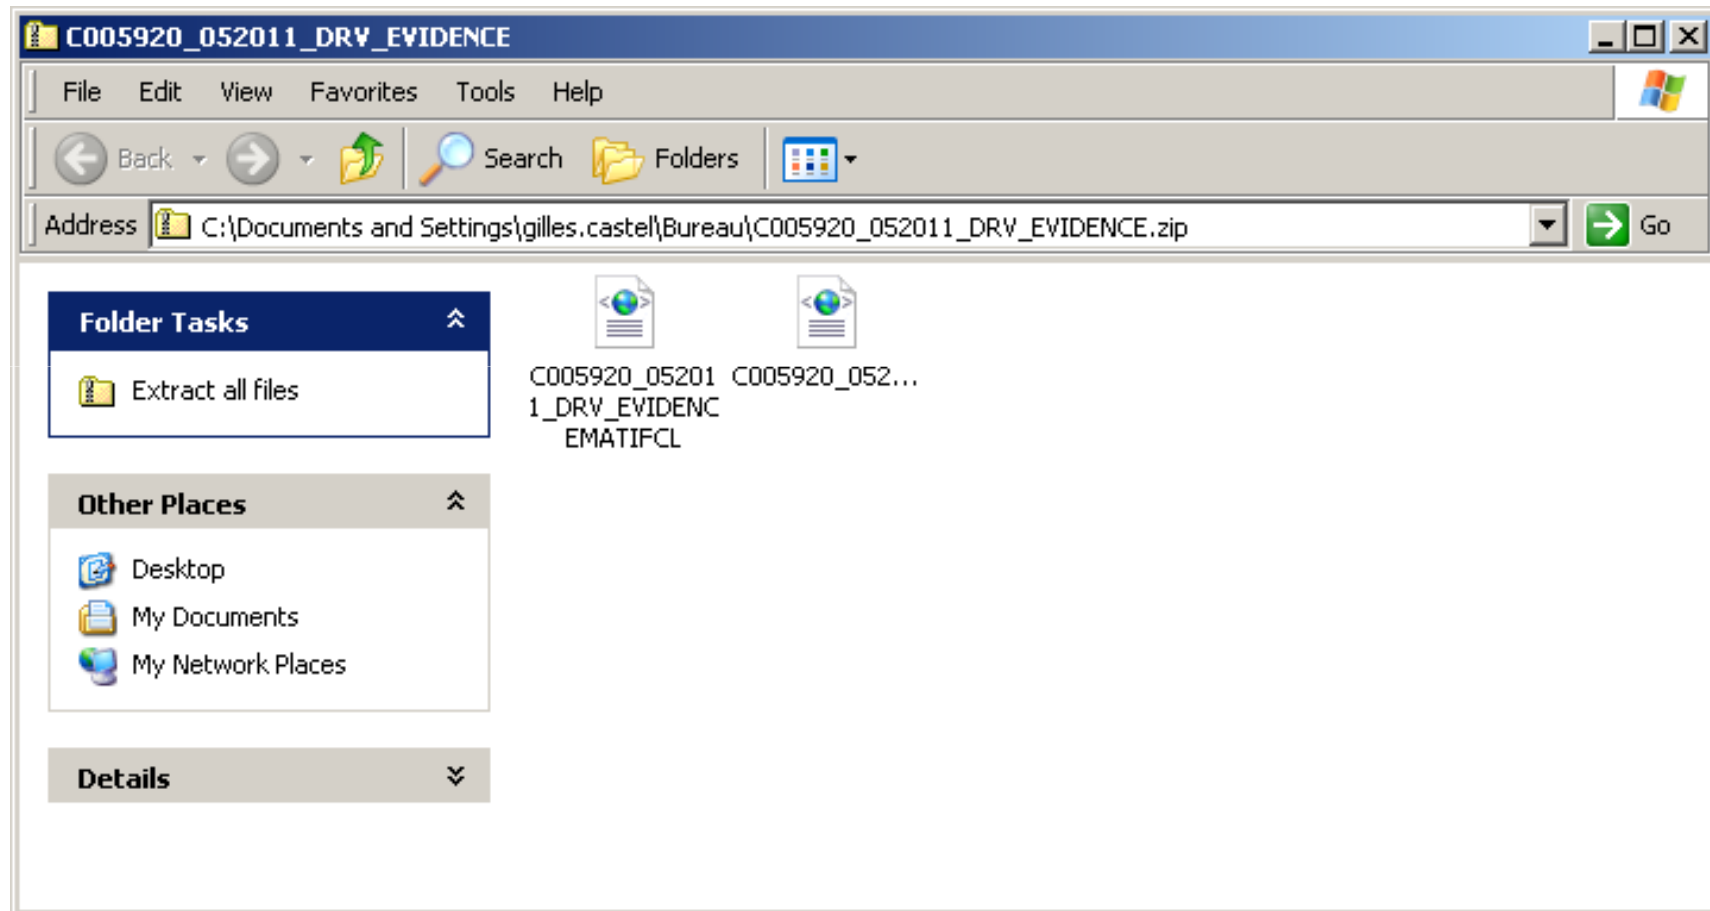 C005920_052011_DRV_EVIDENCE
File Edit View Favorites Tools Help
Back Search Folders
Address C:\Documents and Settings\gilles.castel\Bureau\C005920_052011_DRV_EVIDENCE.zip Go
Folder Tasks
Extract all files
Other Places
Desktop
My Documents
My Network Places
Details
C005920_05201
1_DRV_EVIDENC
EMATIFCL
C005920_052...